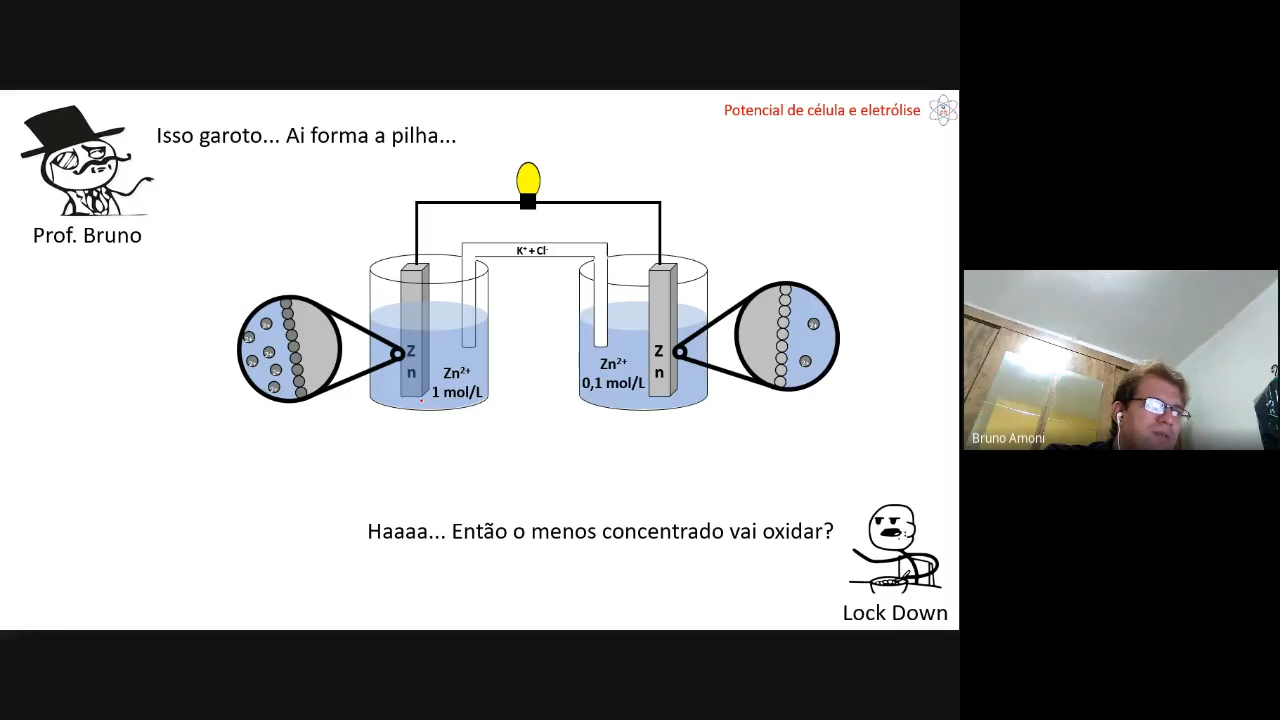 Potencial de célula e eletrólise
Isso garoto... Ai forma a pilha...
Prof. Bruno
K⁺ + Cl⁻
Z
n
Zn²⁺
1 mol/L
Zn²⁺
0,1 mol/L
Z
n
Bruno Amoni
Haaaa... Então o menos concentrado vai oxidar?
Lock Down